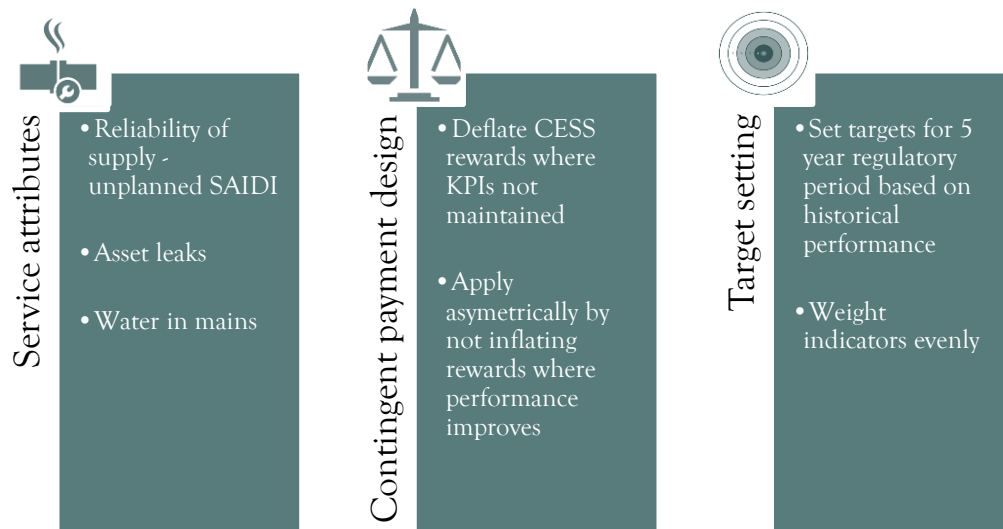 Service attributes
• Reliability of
supply -
unplanned SAIDI
• Asset leaks
• Water in mains
Contingent payment design
• Deflate CESS
rewards where
KPIs not
maintained
• Apply
asymetrically by
not inflating
rewards where
performance
improves
Target setting
• Set targets for 5
year regulatory
period based on
historical
performance
• Weight
indicators evenly